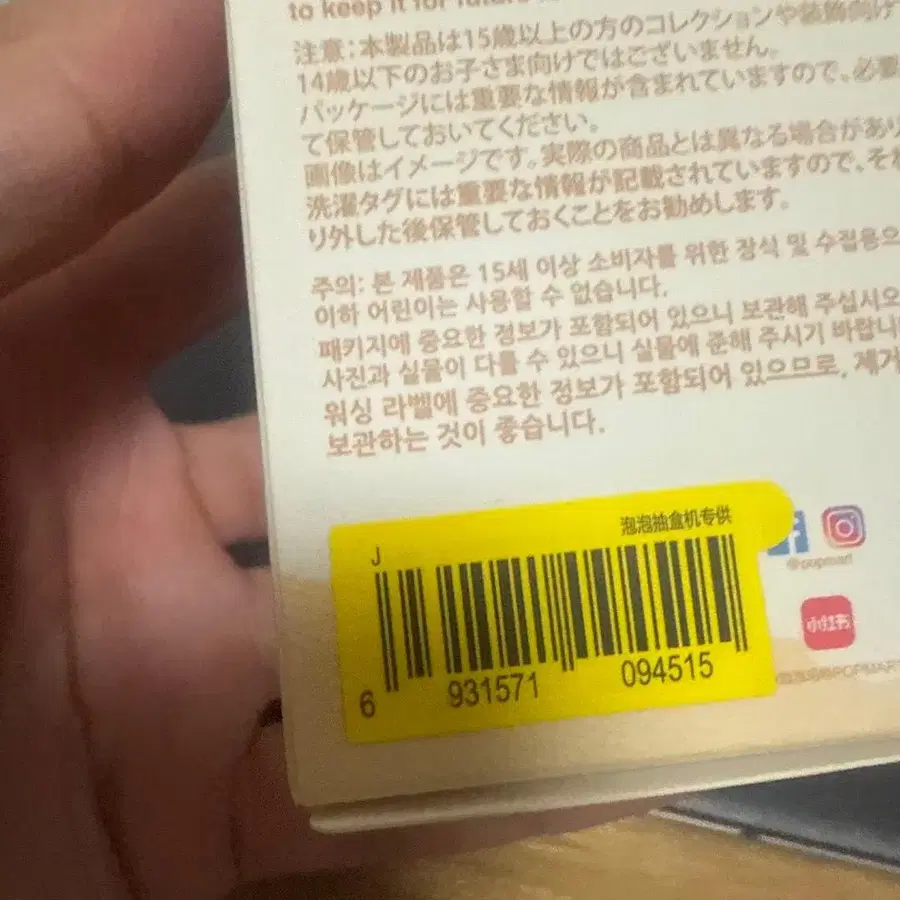 to keep it for future
注意：本製品は15歳以上の方のコレクションや装飾向け
14歳以下のお子さま向けではございません。
パッケージには重要な情報が含まれていますので、必要
て保管しておいてください。
画像はイメージです。実際の商品とは異なる場合があり
洗濯タグには重要な情報が記載されていますので、それ
り外した後保管しておくことをお勧めします。
주의: 본 제품은 15세 이상 소비자를 위한 장식 및 수집용으
이하 어린이는 사용할 수 없습니다.
패키지에 중요한 정보가 포함되어 있으니 보관해 주십시오
사진과 실물이 다를 수 있으니 실물에 준해 주시기 바랍니
워싱 라벨에 중요한 정보가 포함되어 있으므로, 제거
보관하는 것이 좋습니다.
泡泡抽盒机专供
J
6 931571 094515
@popmart
小红书
POPMART